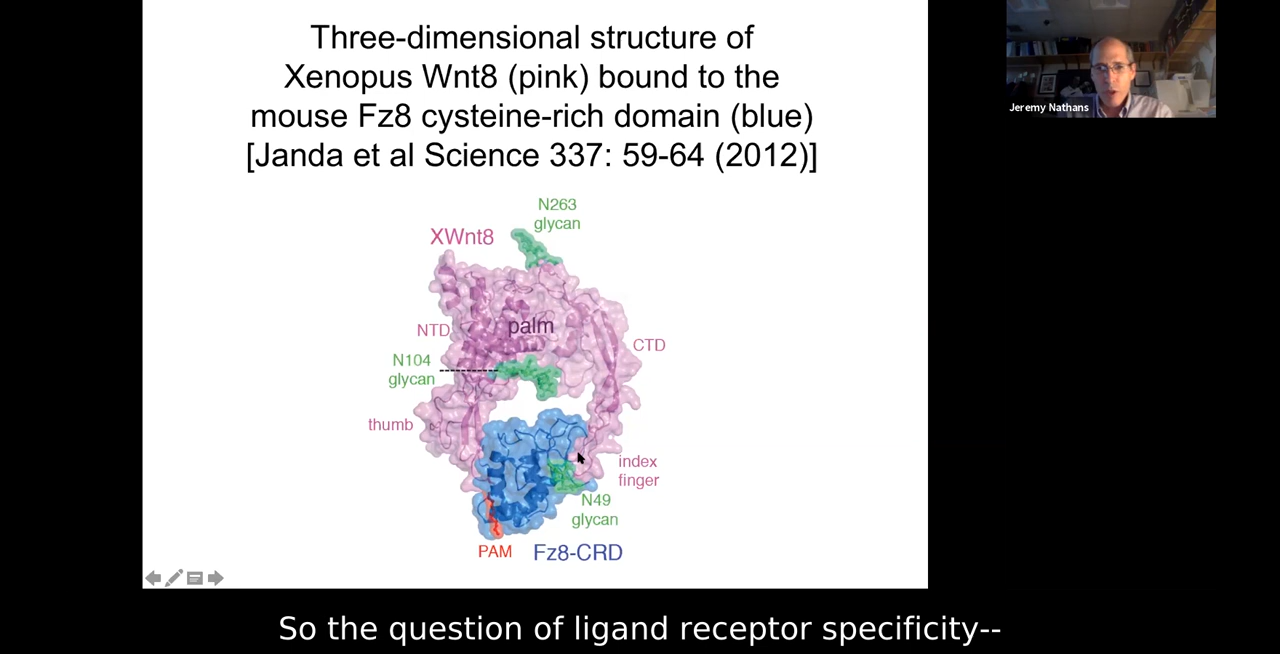 Three-dimensional structure of
Xenopus Wnt8 (pink) bound to the
mouse Fz8 cysteine-rich domain (blue)
[Janda et al Science 337: 59-64 (2012)]
Jeremy Nathans
N263
glycan
XWnt8
NTD
palm
CTD
N104
glycan
thumb
index
finger
N49
glycan
PAM
Fz8-CRD
So the question of ligand receptor specificity--